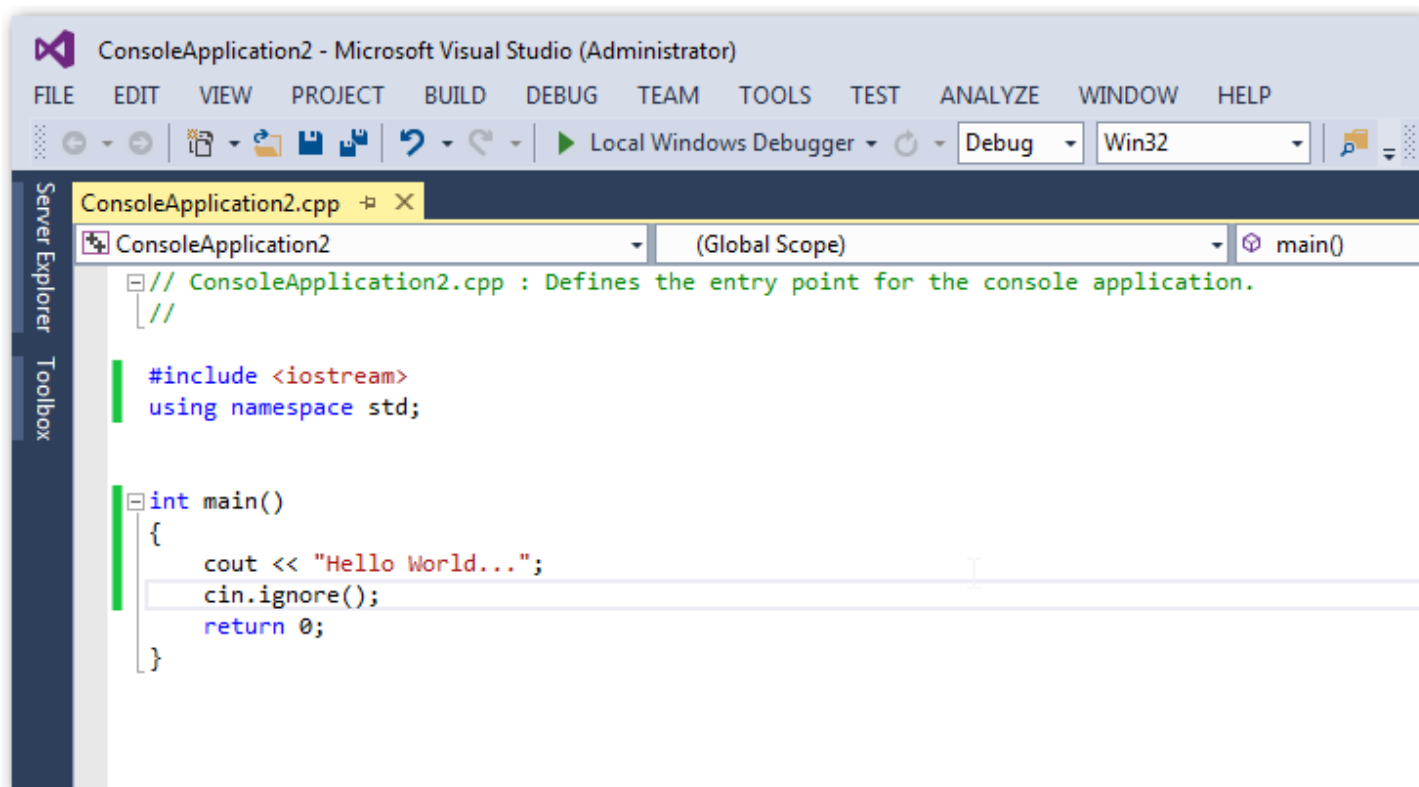 ConsoleApplication2 - Microsoft Visual Studio (Administrator)
FILE EDIT VIEW PROJECT BUILD DEBUG TEAM TOOLS TEST ANALYZE WINDOW HELP
Local Windows Debugger Debug Win32
Server Explorer
Toolbox
ConsoleApplication2.cpp
ConsoleApplication2 (Global Scope) main()
// ConsoleApplication2.cpp : Defines the entry point for the console application.
//
#include <iostream>
using namespace std;
int main()
{
cout << "Hello World...";
cin.ignore();
return 0;
}